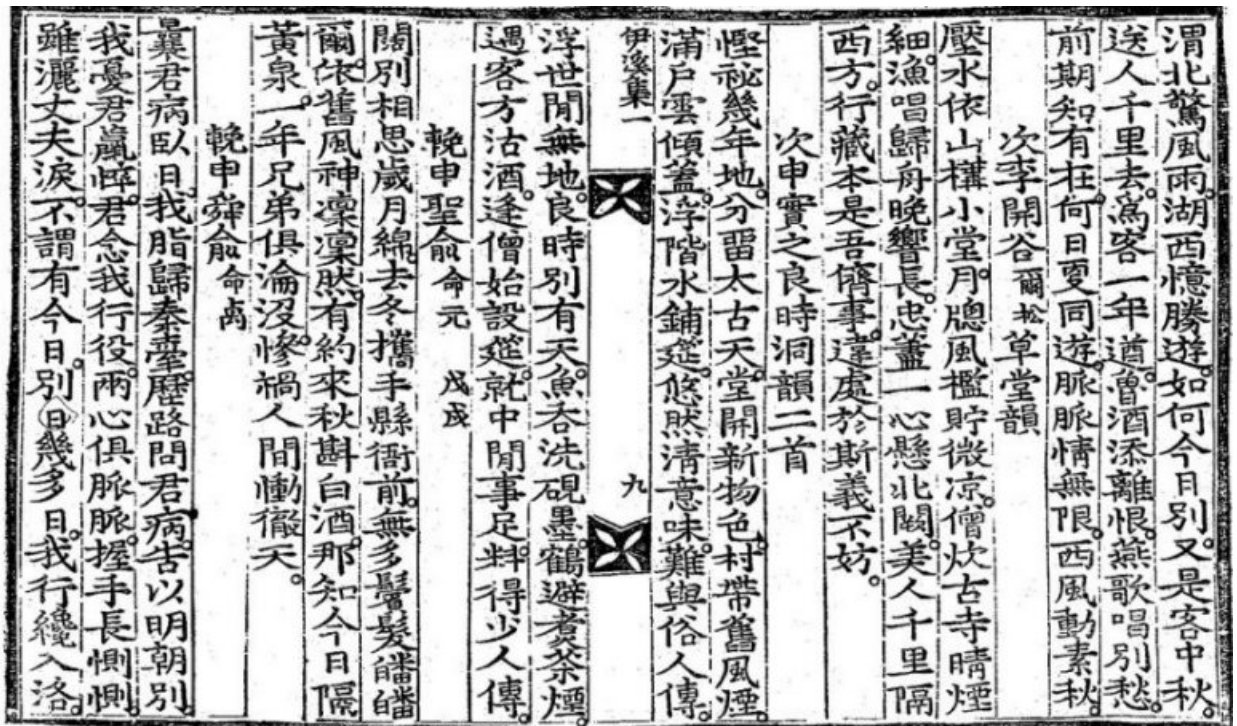 渭北驚風雨。湖西憶勝遊。如何今日別。又是客中秋。
送人千里去。爲客一年遒。魯酒添離恨。燕歌唱別愁。
前期知有在。何日更同遊。脈脈情無限。西風動素秋。
次李開谷爾松草堂韻
壓水依山構小堂。月牕風檻貯微凉。僧炊古寺晴煙
細。漁唱歸舟晚響長。忠藎一心懸北闕。美人千里隔
西方。行藏本是吾儕事。違處於斯義不妨。
次申實之良時洞韻二首
慳祕幾年地。分留太古天。堂開新物色。村帶舊風煙。
滿戶雲傾蓋。浮階水鋪筵。悠然淸意味。難與俗人傳。
伊溪集一
九
浮世閒無地。良時別有天。魚呑洗硯墨。鶴避煮茶煙。
遇客方沽酒。逢僧始設筵。就中閒事足。料得少人傳。
輓申聖俞命元 戊戌
闊別相思歲月綿。去冬攜手縣衙前。無多鬢髮皤皤
爾。依舊風神凜凜然。有約來秋斟白酒。那知今日隔
黃泉。一年兄弟俱淪沒。慘禍人間慟徹天。
輓申舜俞命禹
曩君病臥日。我脂歸秦牽。歷路問君病。告以明朝別。
我憂君羸悴。君念我行役。兩心俱脈脈。握手長惻惻。
雖灑丈夫淚。不謂有今日。別日幾多日。我行纔入洛。